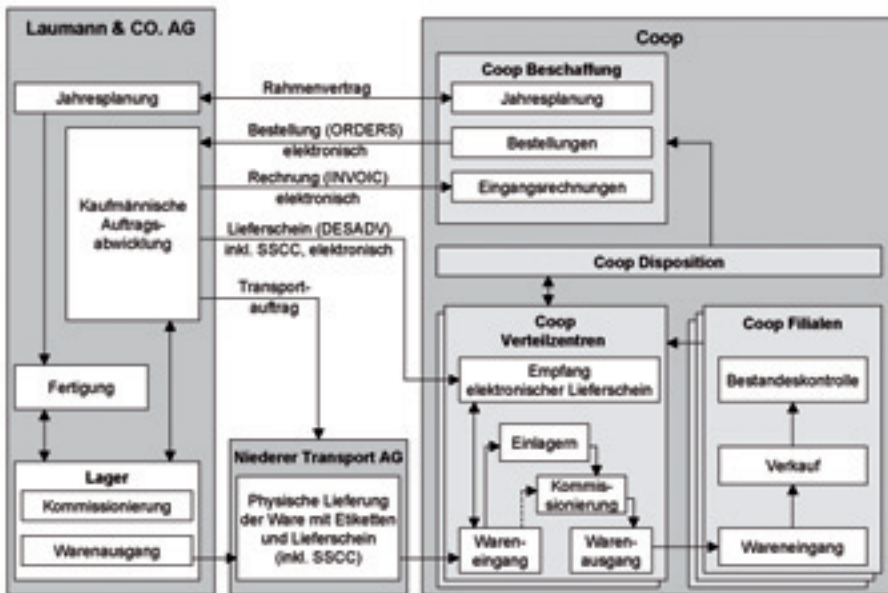 Laumann & CO. AG
Jahresplanung
Kaufmännische
Auftrags-
abwicklung
Fertigung
Lager
Kommissionierung
Warenausgang
Rahmenvertrag
Bestellung (ORDERS)
elektronisch
Rechnung (INVOIC)
elektronisch
Lieferschein (DESADV)
inkl. SSCC, elektronisch
Transport-
auftrag
Niederer Transport AG
Physische Lieferung
der Ware mit Etiketten
und Lieferschein
(inkl. SSCC)
Coop
Coop Beschaffung
Jahresplanung
Bestellungen
Eingangsrechnungen
Coop Disposition
Coop
Verteilzentren
Empfang
elektronischer Lieferschein
Einlagern
Kommis-
sionierung
Waren-
eingang
Waren-
ausgang
Coop Filialen
Bestandeskontrolle
Verkauf
Wareneingang